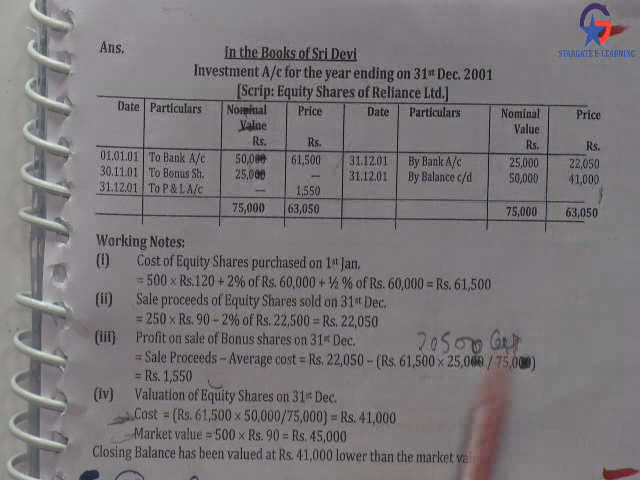 STARGATE E-LEARNING
Ans. In the Books of Sri Devi
Investment A/c for the year ending on 31st Dec. 2001
[Scrip: Equity Shares of Reliance Ltd.]
Date Particulars Nominal Value Rs. Price Rs. Date Particulars Nominal Value Rs. Price Rs.
01.01.01 To Bank A/c 50,000 61,500 31.12.01 By Bank A/c 25,000 22,050
30.11.01 To Bonus Sh. 25,000 — 31.12.01 By Balance c/d 50,000 41,000
31.12.01 To P & L A/c — 1,550
75,000 63,050 75,000 63,050
Working Notes:
(i) Cost of Equity Shares purchased on 1st Jan.
= 500 × Rs.120 + 2% of Rs. 60,000 + ½ % of Rs. 60,000 = Rs. 61,500
(ii) Sale proceeds of Equity Shares sold on 31st Dec.
= 250 × Rs. 90 – 2% of Rs. 22,500 = Rs. 22,050
(iii) Profit on sale of Bonus shares on 31st Dec.
20500
= Sale Proceeds – Average cost = Rs. 22,050 – (Rs. 61,500 × 25,000 / 75,000)
= Rs. 1,550
(iv) Valuation of Equity Shares on 31st Dec.
Cost = (Rs. 61,500 × 50,000/75,000) = Rs. 41,000
Market value = 500 × Rs. 90 = Rs. 45,000
Closing Balance has been valued at Rs. 41,000 lower than the market